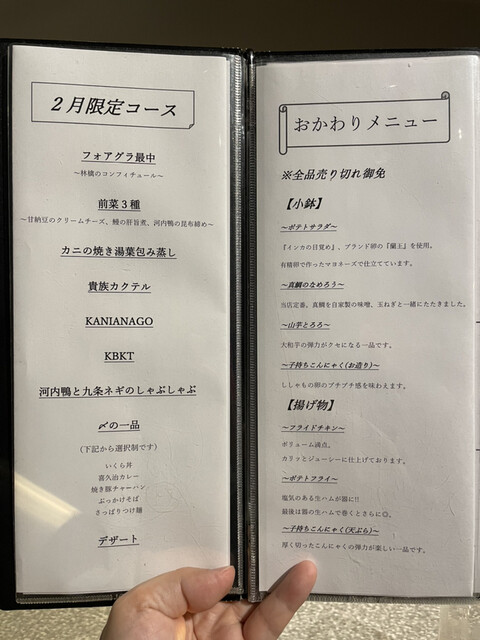 2月限定コース
フォアグラ最中
〜林檎のコンフィチュール〜
前菜3種
〜甘納豆のクリームチーズ、鰻の肝旨煮、河内鴨の昆布締め〜
カニの焼き湯葉包み蒸し
貴族カクテル
KANIANAGO
KBKT
河内鴨と九条ネギのしゃぶしゃぶ
〆の一品
(下記から選択制です)
いくら丼
喜久治カレー
焼き豚チャーハン
ぶっかけそば
さっぱりつけ麺
デザート
おかわりメニュー
※全品売り切れ御免
【小鉢】
〜ポテトサラダ〜
『インカの目覚め』、ブランド卵の『蘭王』を使用。
有精卵で作ったマヨネーズで仕立てています。
〜真鯛のなめろう〜
当店定番。真鯛を自家製の味噌、玉ねぎと一緒にたたきました。
〜山芋とろろ〜
大和芋の弾力がクセになる一品です。
〜子持ちこんにゃく(お造り)〜
ししゃもの卵のプチプチ感を味わえます。
【揚げ物】
〜フライドチキン〜
ボリューム満点。
カリッとジューシーに仕上げております。
〜ポテトフライ〜
塩気のある生ハムが器に!!
最後は器の生ハムで巻くとさらに◎。
〜子持ちこんにゃく(天ぷら)〜
厚く切ったこんにゃくの弾力が楽しい一品です。